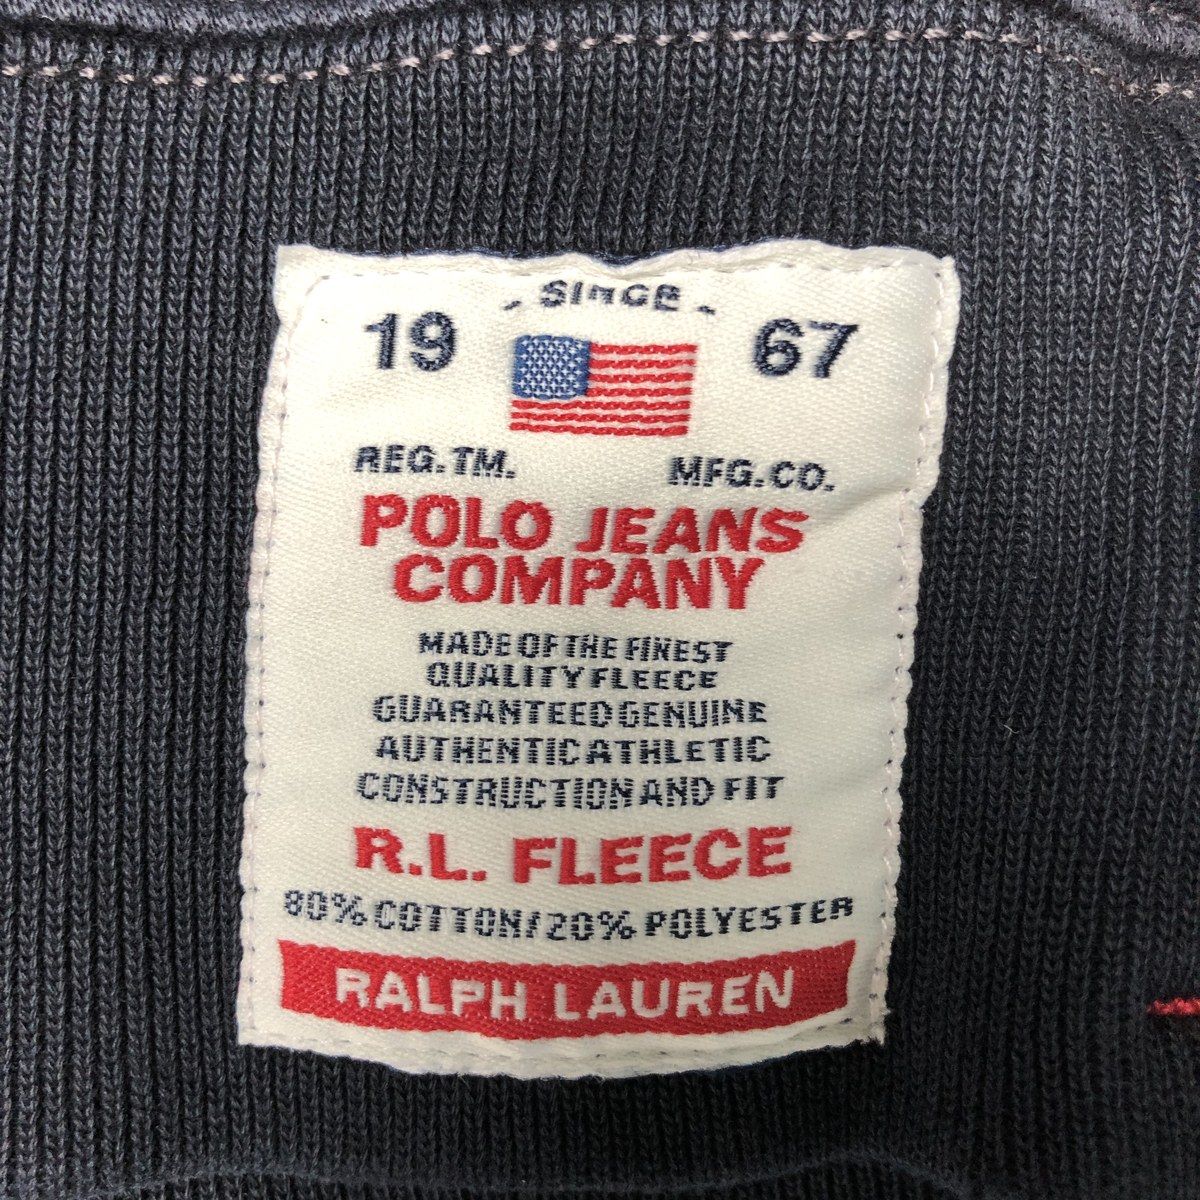 - SINCE -
19 67
REG. TM. MFG. CO.
POLO JEANS
COMPANY
MADE OF THE FINEST
QUALITY FLEECE
GUARANTEED GENUINE
AUTHENTIC ATHLETIC
CONSTRUCTION AND FIT
R.L. FLEECE
80% COTTON/20% POLYESTER
RALPH LAUREN